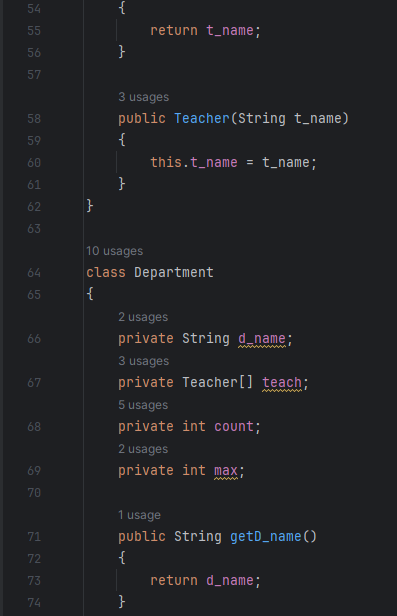 54 {
55 return t_name;
56 }
57
3 usages
58 public Teacher(String t_name)
59 {
60 this.t_name = t_name;
61 }
62 }
63
10 usages
64 class Department
65 {
2 usages
66 private String d_name;
3 usages
67 private Teacher[] teach;
5 usages
68 private int count;
2 usages
69 private int max;
70
1 usage
71 public String getD_name()
72 {
73 return d_name;
74 }